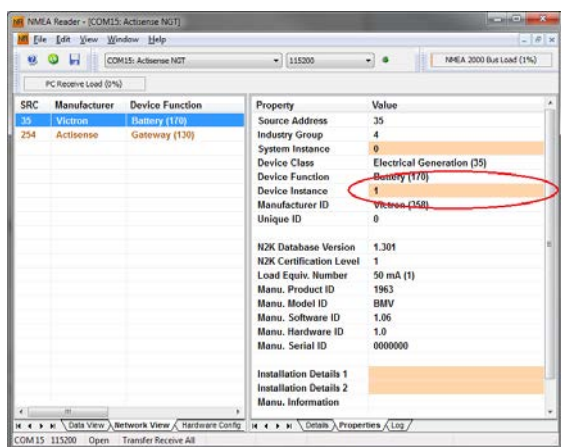 NMEA Reader - [COM15: Actisense NGT]
File Edit View Window Help
COM15: Actisense NGT 115200 NMEA 2000 Bus Load (1%)
PC Receive Load (0%)
SRC Manufacturer Device Function
35 Victron Battery (170)
254 Actisense Gateway (130)
Property Value
Source Address 35
Industry Group 4
System Instance 0
Device Class Electrical Generation (35)
Device Function Battery (170)
Device Instance 1
Manufacturer ID Victron (358)
Unique ID 0
N2K Database Version 1.301
N2K Certification Level 1
Load Equiv. Number 50 mA (1)
Manu. Product ID 1963
Manu. Model ID BMV
Manu. Software ID 1.06
Manu. Hardware ID 1.0
Manu. Serial ID 0000000
Installation Details 1
Installation Details 2
Manu. Information
Data View Network View Hardware Config
Details Properties Log
COM15 115200 Open Transfer Receive All